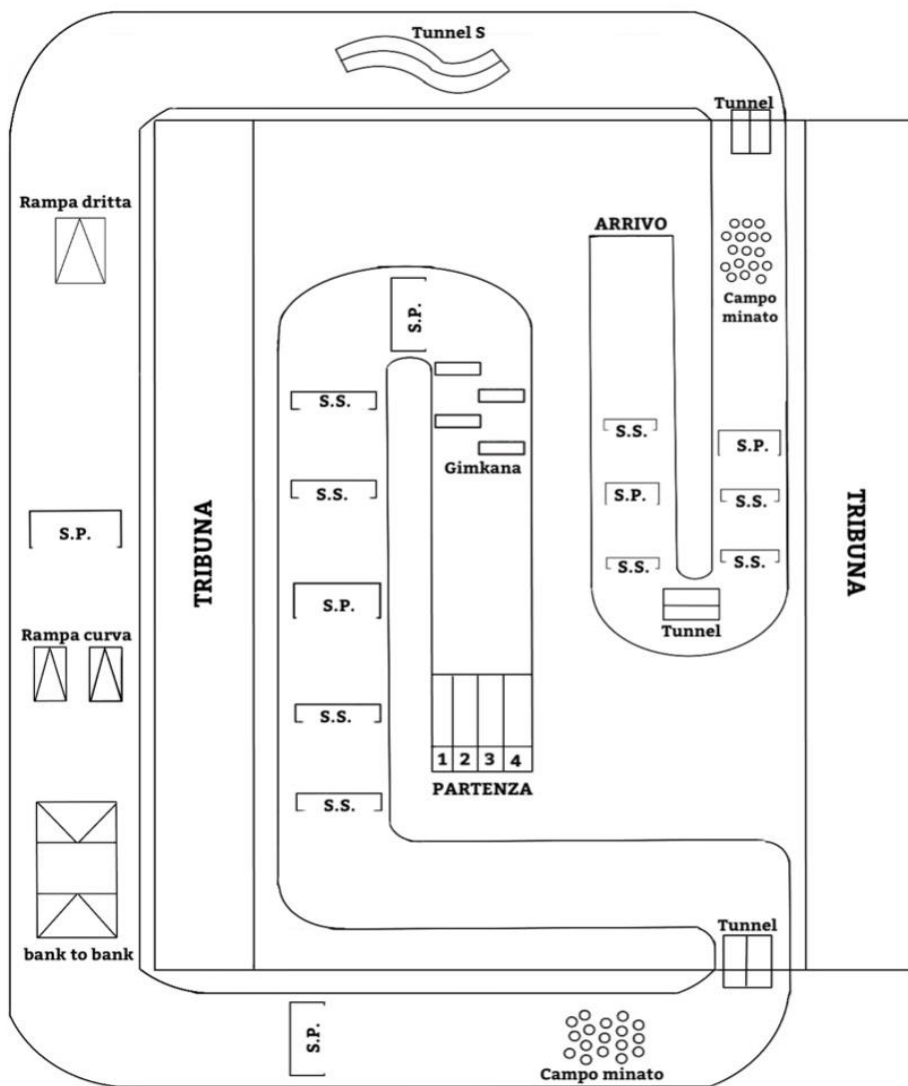 Tunnel S
Tunnel
Rampa dritta
ARRIVO
Campo
minato
S.P.
S.S.
S.S.
S.P.
Gimkana
S.S.
S.P.
S.S.
S.S.
S.P.
S.S.
TRIBUNA
TRIBUNA
S.P.
S.S.
Tunnel
Rampa curva
S.S.
1 2 3 4
PARTENZA
S.S.
Tunnel
bank to bank
S.P.
Campo minato